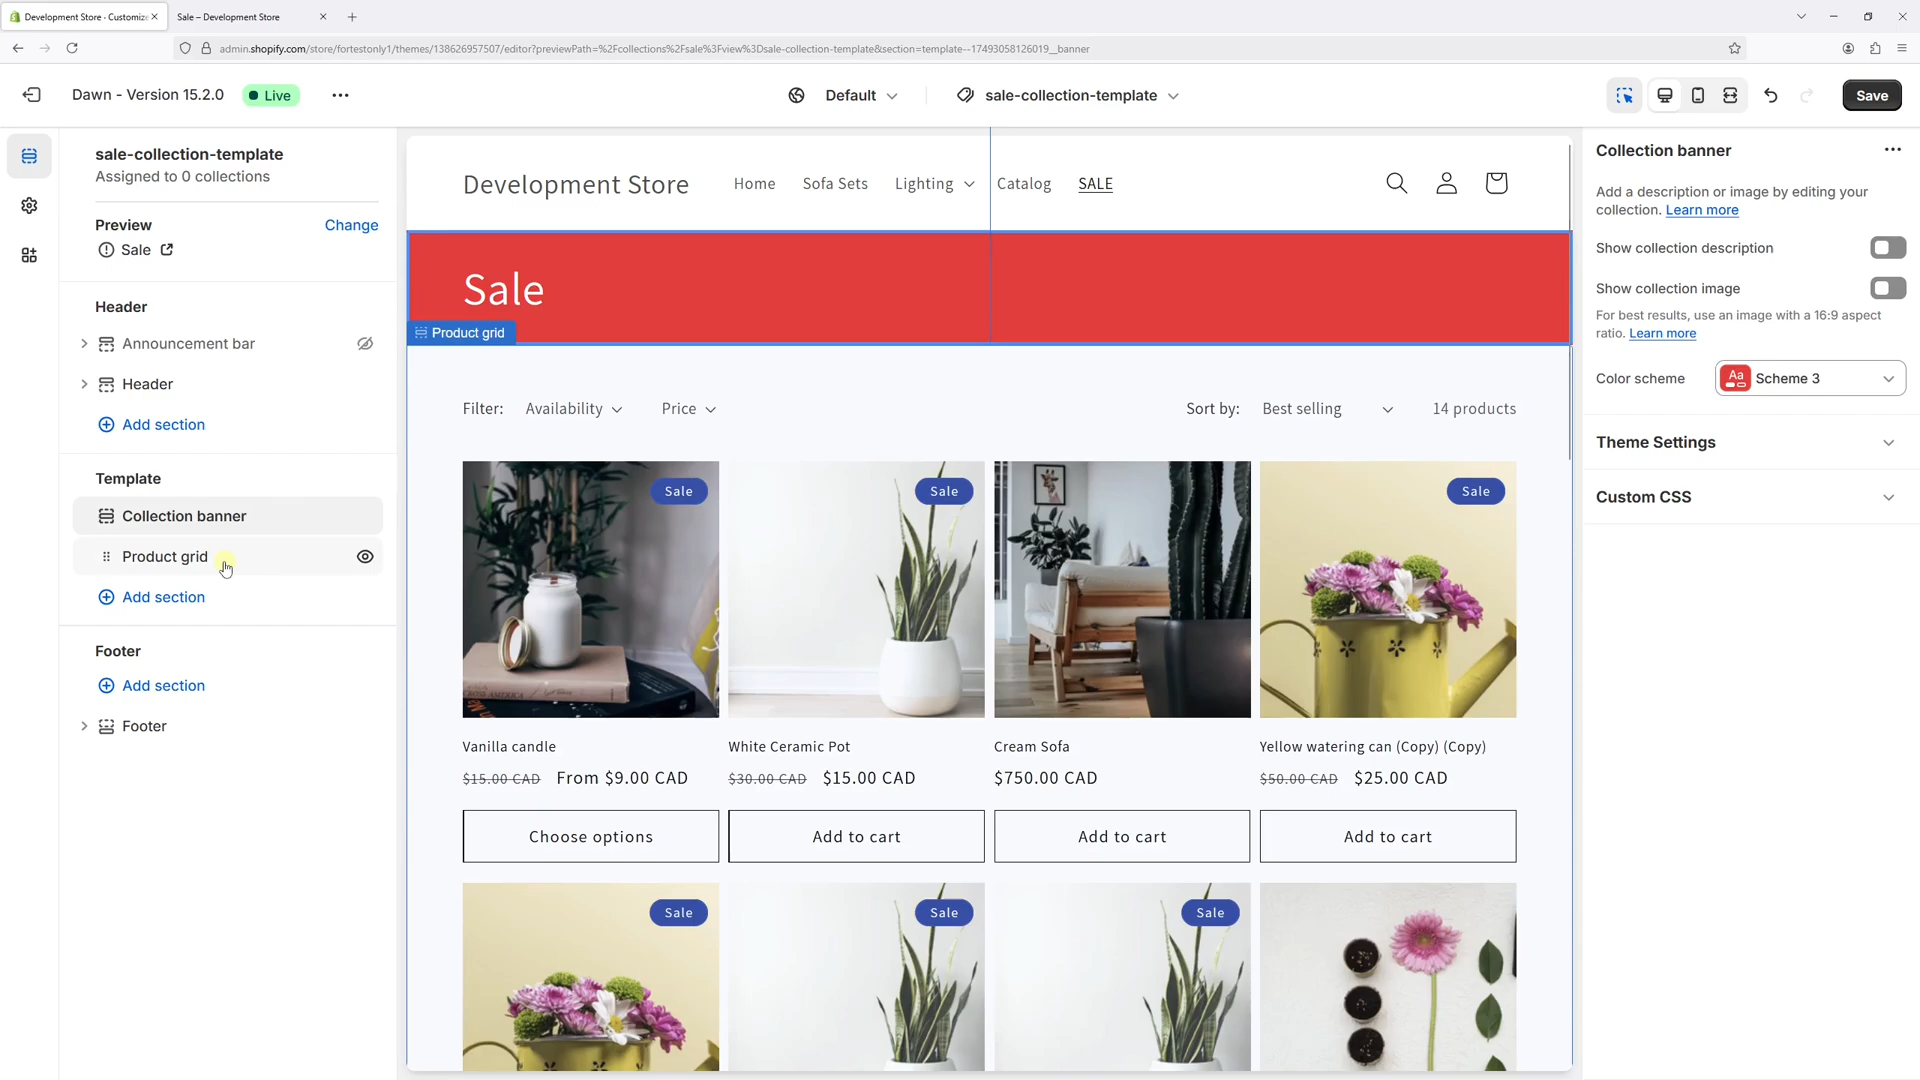 Development Store · Customize
Sale – Development Store
admin.shopify.com/store/fortestonly1/themes/138626957507/editor?previewPath=%2Fcollections%2Fsale%3Fview%3Dsale-collection-template&section=template--17493058126019__banner
Dawn - Version 15.2.0
Live
Default
sale-collection-template
Save
sale-collection-template
Assigned to 0 collections
Preview
Change
Sale
Header
Announcement bar
Header
Add section
Template
Collection banner
Product grid
Add section
Footer
Add section
Footer
Development Store
Home
Sofa Sets
Lighting
Catalog
SALE
Sale
Product grid
Filter:
Availability
Price
Sort by:
Best selling
14 products
Sale
Sale
Sale
Vanilla candle
White Ceramic Pot
Cream Sofa
Yellow watering can (Copy) (Copy)
$15.00 CAD From $9.00 CAD
$30.00 CAD $15.00 CAD
$750.00 CAD
$50.00 CAD $25.00 CAD
Choose options
Add to cart
Add to cart
Add to cart
Sale
Sale
Sale
Collection banner
Add a description or image by editing your
collection. Learn more
Show collection description
Show collection image
For best results, use an image with a 16:9 aspect
ratio. Learn more
Color scheme
Aa
Scheme 3
Theme Settings
Custom CSS